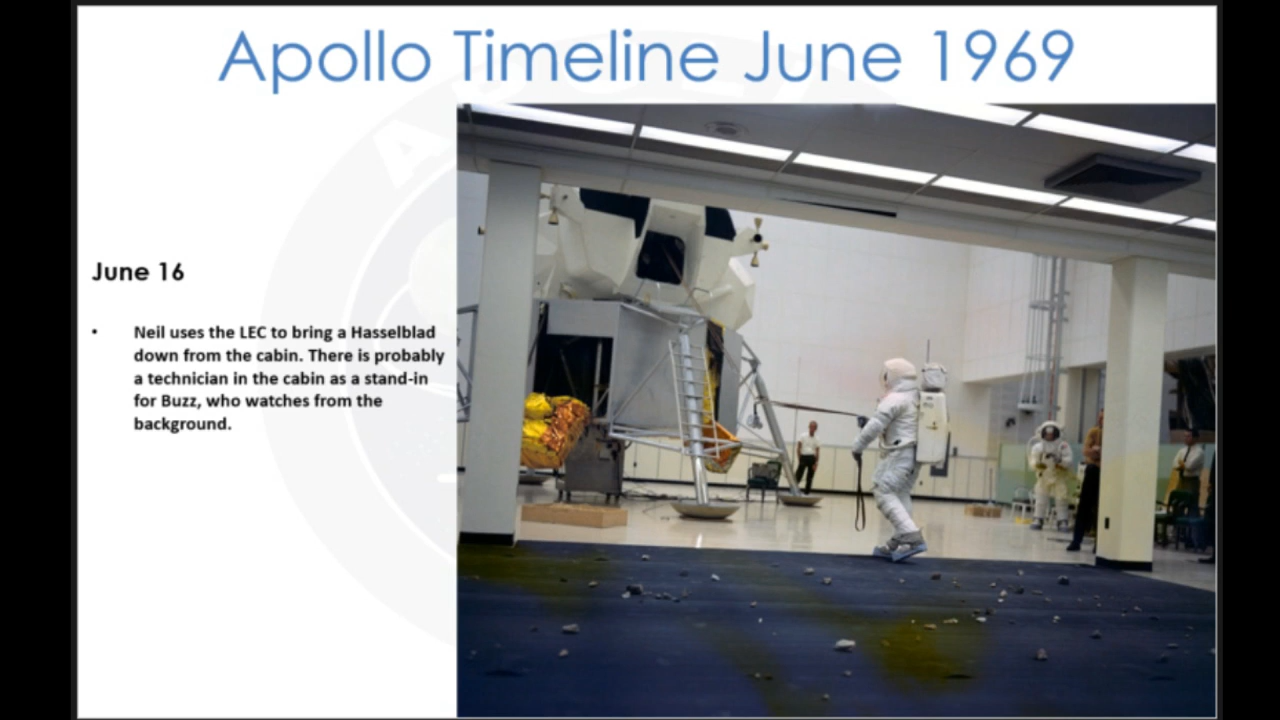 Apollo Timeline June 1969
June 16
• Neil uses the LEC to bring a Hasselblad
down from the cabin. There is probably
a technician in the cabin as a stand-in
for Buzz, who watches from the
background.